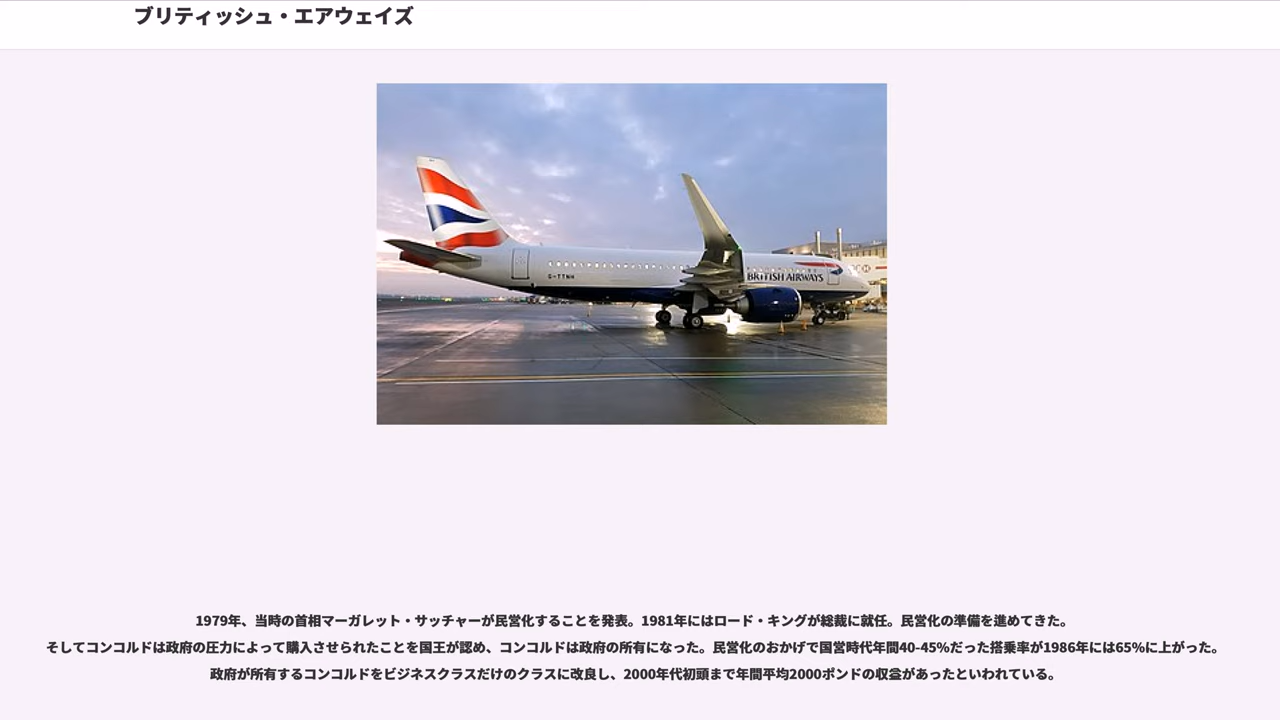 ブリティッシュ・エアウェイズ
G-TTNH
BRITISH AIRWAYS
1979年、当時の首相マーガレット・サッチャーが民営化することを発表。1981年にはロード・キングが総裁に就任。民営化の準備を進めてきた。
そしてコンコルドは政府の圧力によって購入させられたことを国王が認め、コンコルドは政府の所有になった。民営化のおかげで国営時代年間40-45%だった搭乗率が1986年には65%に上がった。
政府が所有するコンコルドをビジネスクラスだけのクラスに改良し、2000年代初頭まで年間平均2000ポンドの収益があったといわれている。